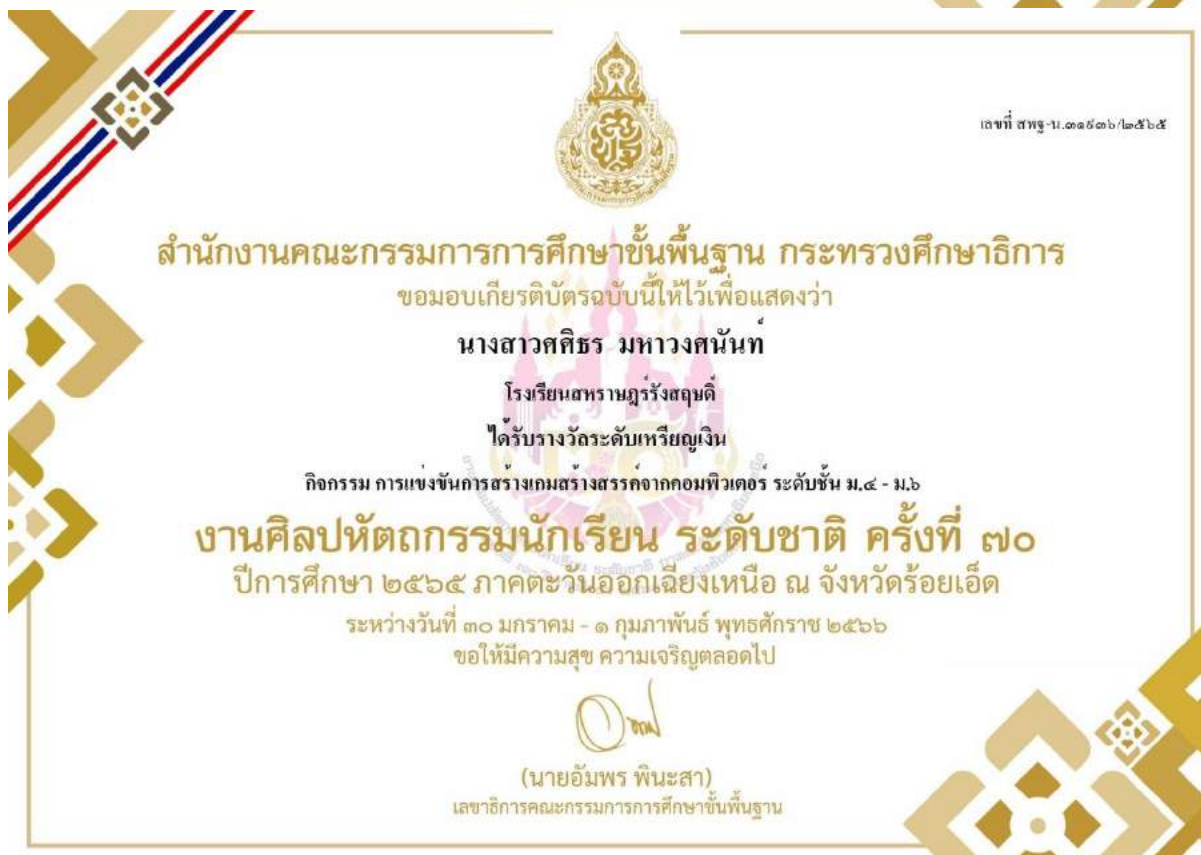 เลขที่ สพฐ-น.๓๑๙๓๖/๒๕๖๕
สำนักงานคณะกรรมการการศึกษาขั้นพื้นฐาน กระทรวงศึกษาธิการ
ขอมอบเกียรติบัตรฉบับนี้ให้ไว้เพื่อแสดงว่า
นางสาวศศิธร มหาวงศนันท์
โรงเรียนสหราษฎร์รังสฤษดิ์
ได้รับรางวัลระดับเหรียญเงิน
กิจกรรม การแข่งขันการสร้างเกมสร้างสรรค์จากคอมพิวเตอร์ ระดับชั้น ม.๔ - ม.๖
งานศิลปหัตถกรรมนักเรียน ระดับชาติ ครั้งที่ ๗๐
ปีการศึกษา ๒๕๖๕ ภาคตะวันออกเฉียงเหนือ ณ จังหวัดร้อยเอ็ด
ระหว่างวันที่ ๓๐ มกราคม - ๑ กุมภาพันธ์ พุทธศักราช ๒๕๖๖
ขอให้มีความสุข ความเจริญตลอดไป
(นายอัมพร พินะสา)
เลขาธิการคณะกรรมการการศึกษาขั้นพื้นฐาน